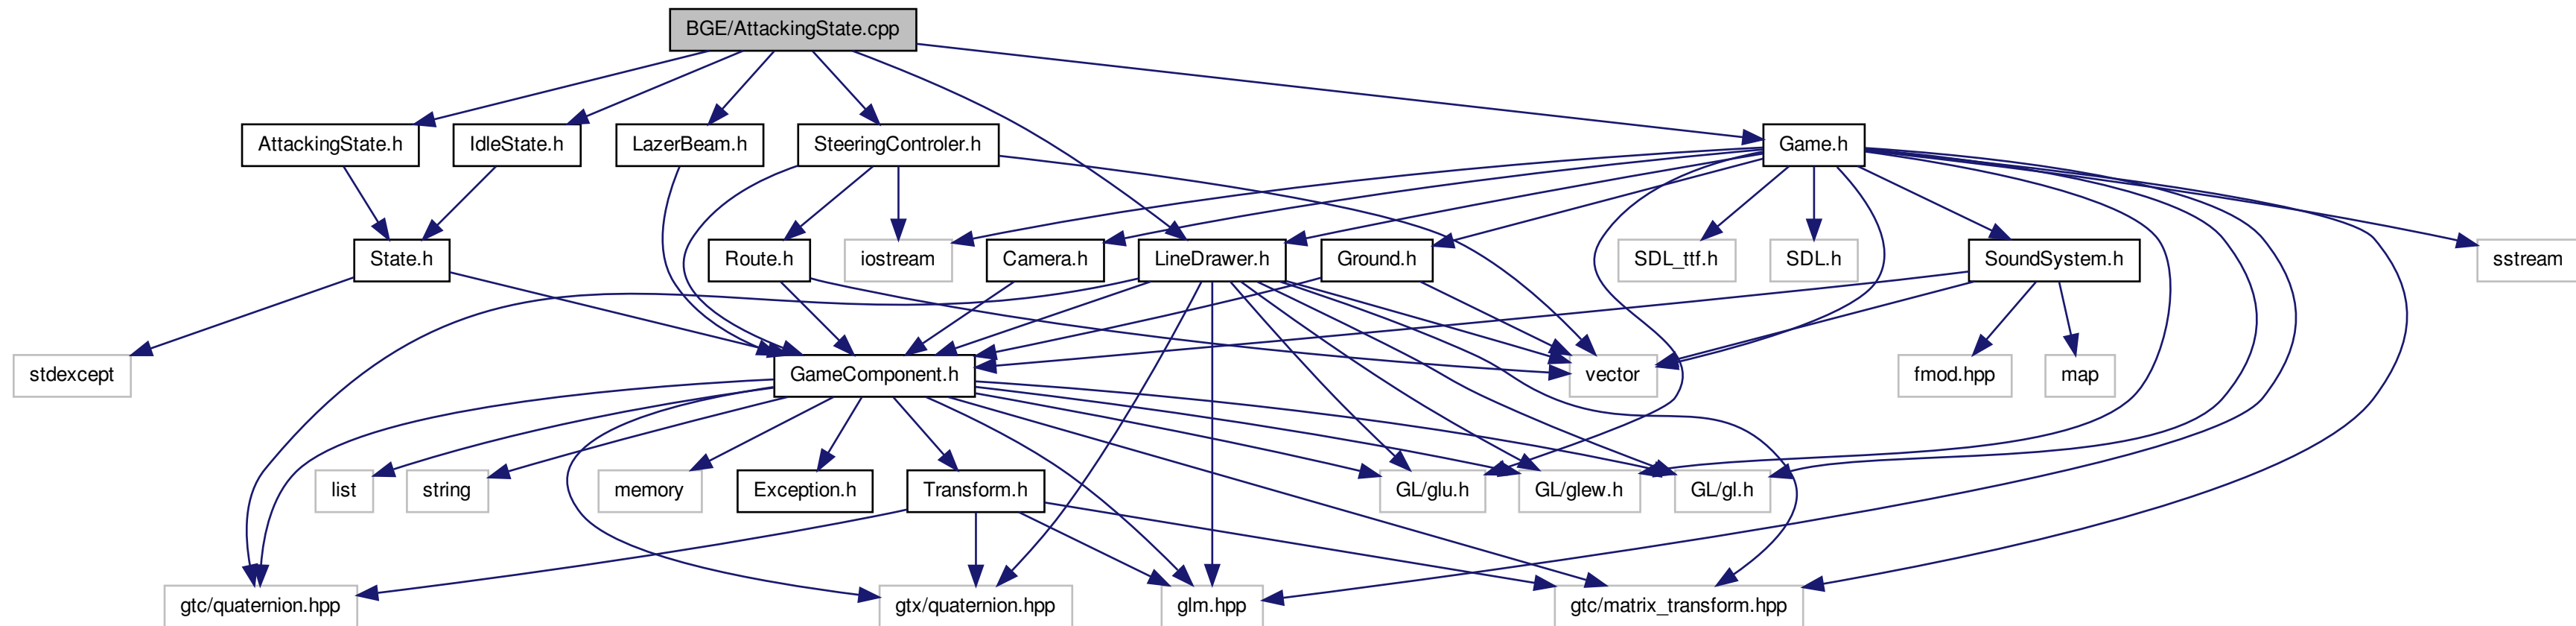 BGE/AttackingState.cpp
AttackingState.h
IdleState.h
LazerBeam.h
SteeringControler.h
Game.h
State.h
Route.h
iostream
Camera.h
LineDrawer.h
Ground.h
SDL_ttf.h
SDL.h
SoundSystem.h
sstream
stdexcept
GameComponent.h
vector
fmod.hpp
map
list
string
memory
Exception.h
Transform.h
GL/glu.h
GL/glew.h
GL/gl.h
gtc/quaternion.hpp
gtx/quaternion.hpp
glm.hpp
gtc/matrix_transform.hpp